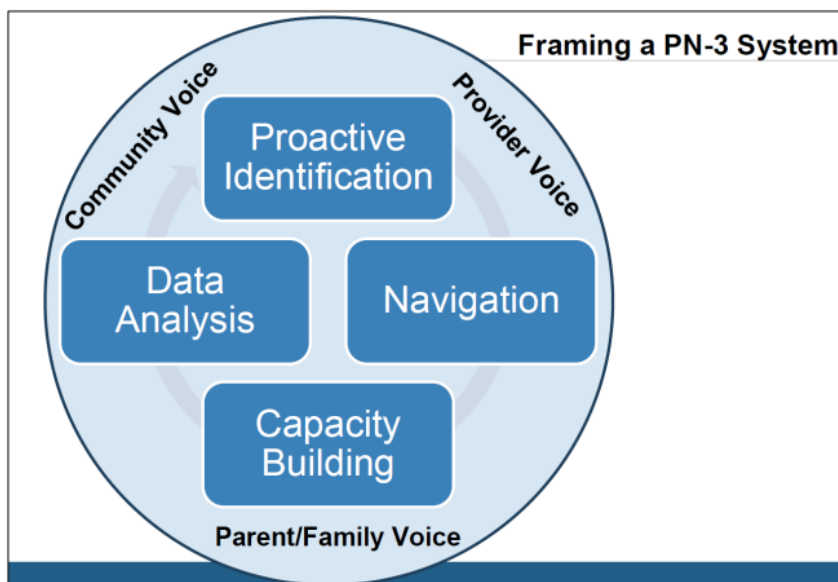 Framing a PN-3 System
Community Voice
Provider Voice
Proactive
Identification
Data
Analysis
Navigation
Capacity
Building
Parent/Family Voice